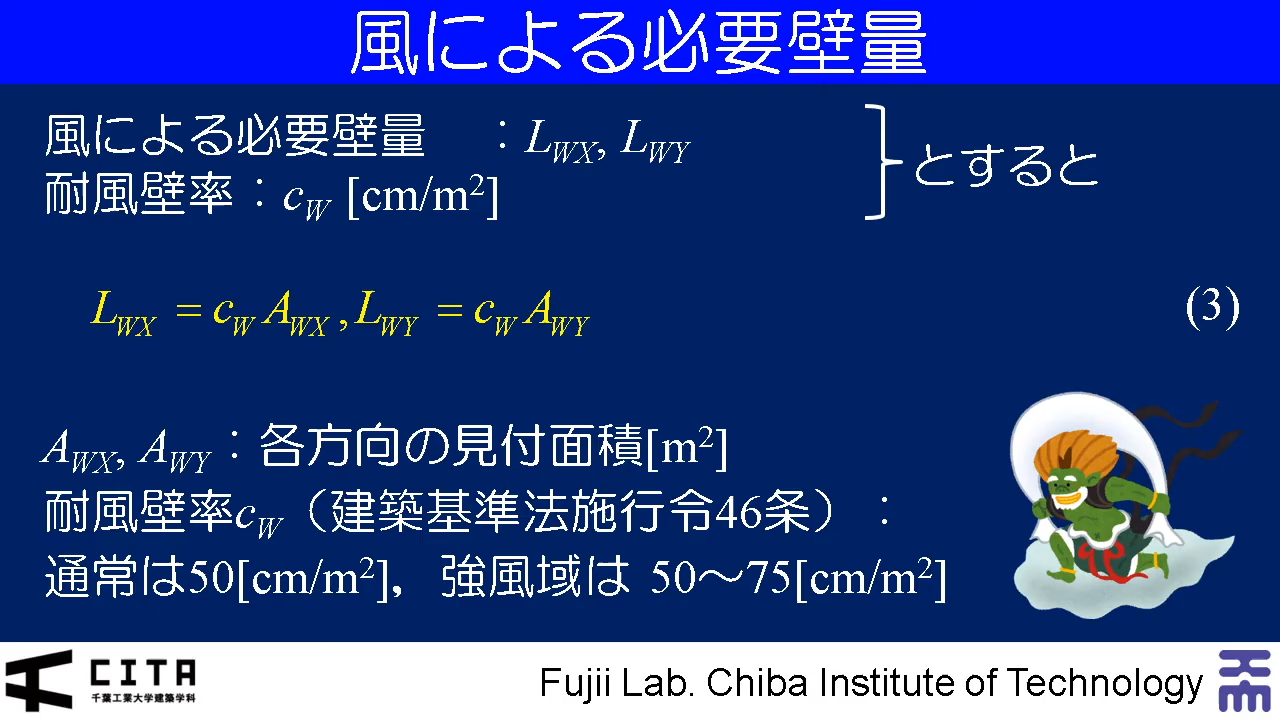 風による必要壁量
風による必要壁量 ：L_WX, L_WY
耐風壁率：c_W [cm/m²]
とすると
L_WX = c_W A_WX , L_WY = c_W A_WY (3)
A_WX, A_WY：各方向の見付面積[m²]
耐風壁率c_W（建築基準法施行令46条）：
通常は50[cm/m²]，強風域は 50～75[cm/m²]
CITA
千葉工業大学建築学科
Fujii Lab. Chiba Institute of Technology